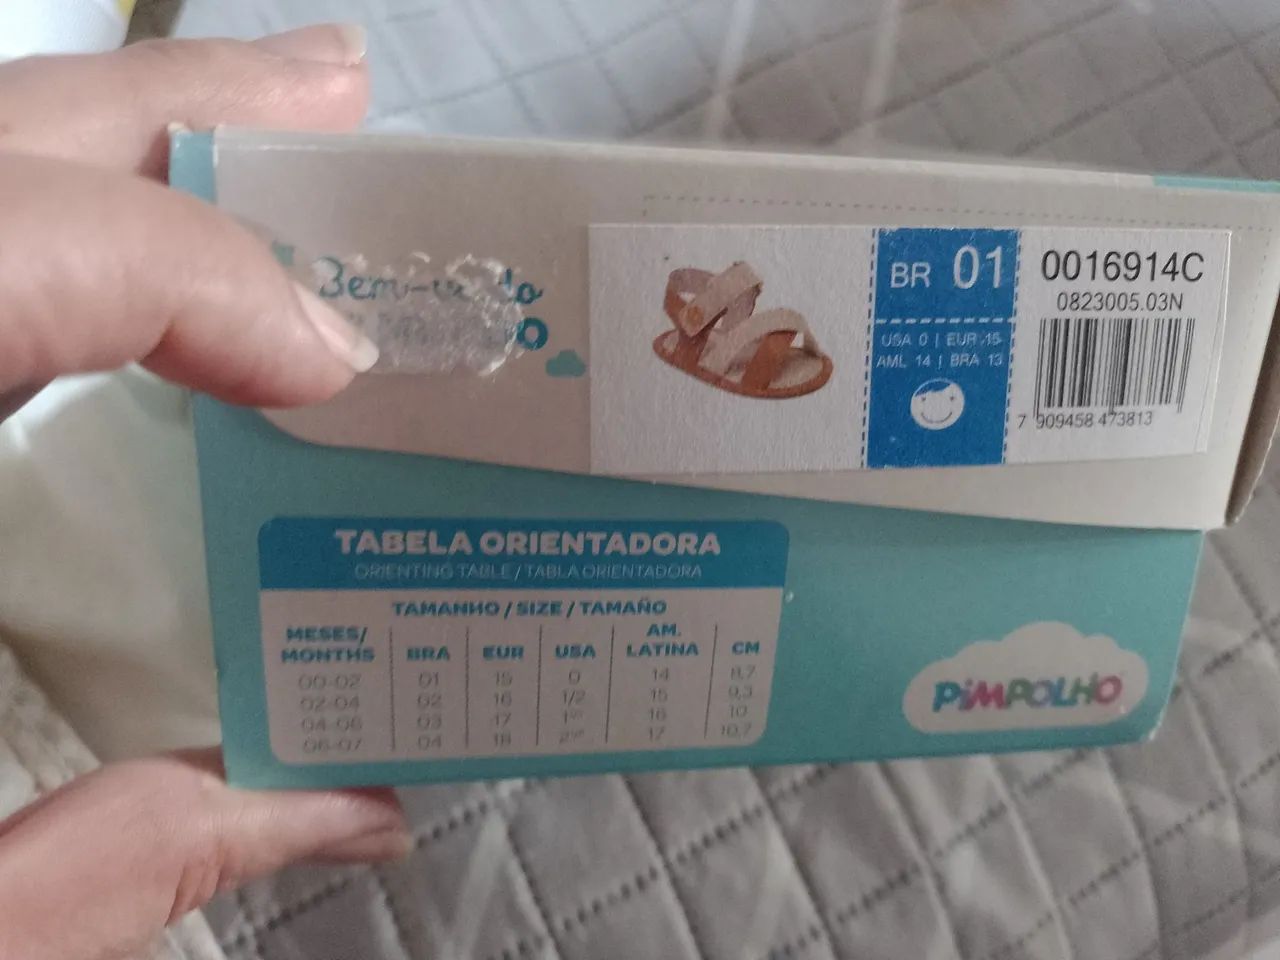 Bem-
BR 01
USA 0 | EUR 15
AML 14 | BRA 13
0016914C
0823005.03N
7 909458 473813
TABELA ORIENTADORA
ORIENTING TABLE / TABLA ORIENTADORA
TAMANHO / SIZE / TAMAÑO
MESES/MONTHS BRA EUR USA AM. LATINA CM
00-02 01 15 0 14 8,7
02-04 02 16 1/2 15 9,3
04-06 03 17 16 10
06-07 04 18 17 10,7
PiMPOLHO